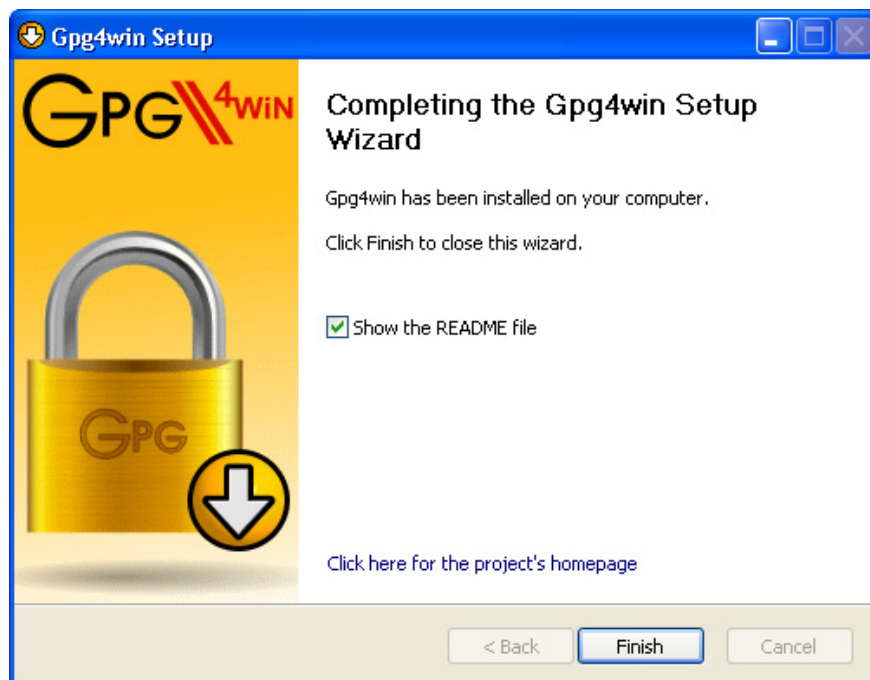 Gpg4win Setup
GPG4WiN
Completing the Gpg4win Setup
Wizard
Gpg4win has been installed on your computer.
Click Finish to close this wizard.
Show the README file
GPG
Click here for the project's homepage
< Back Finish Cancel